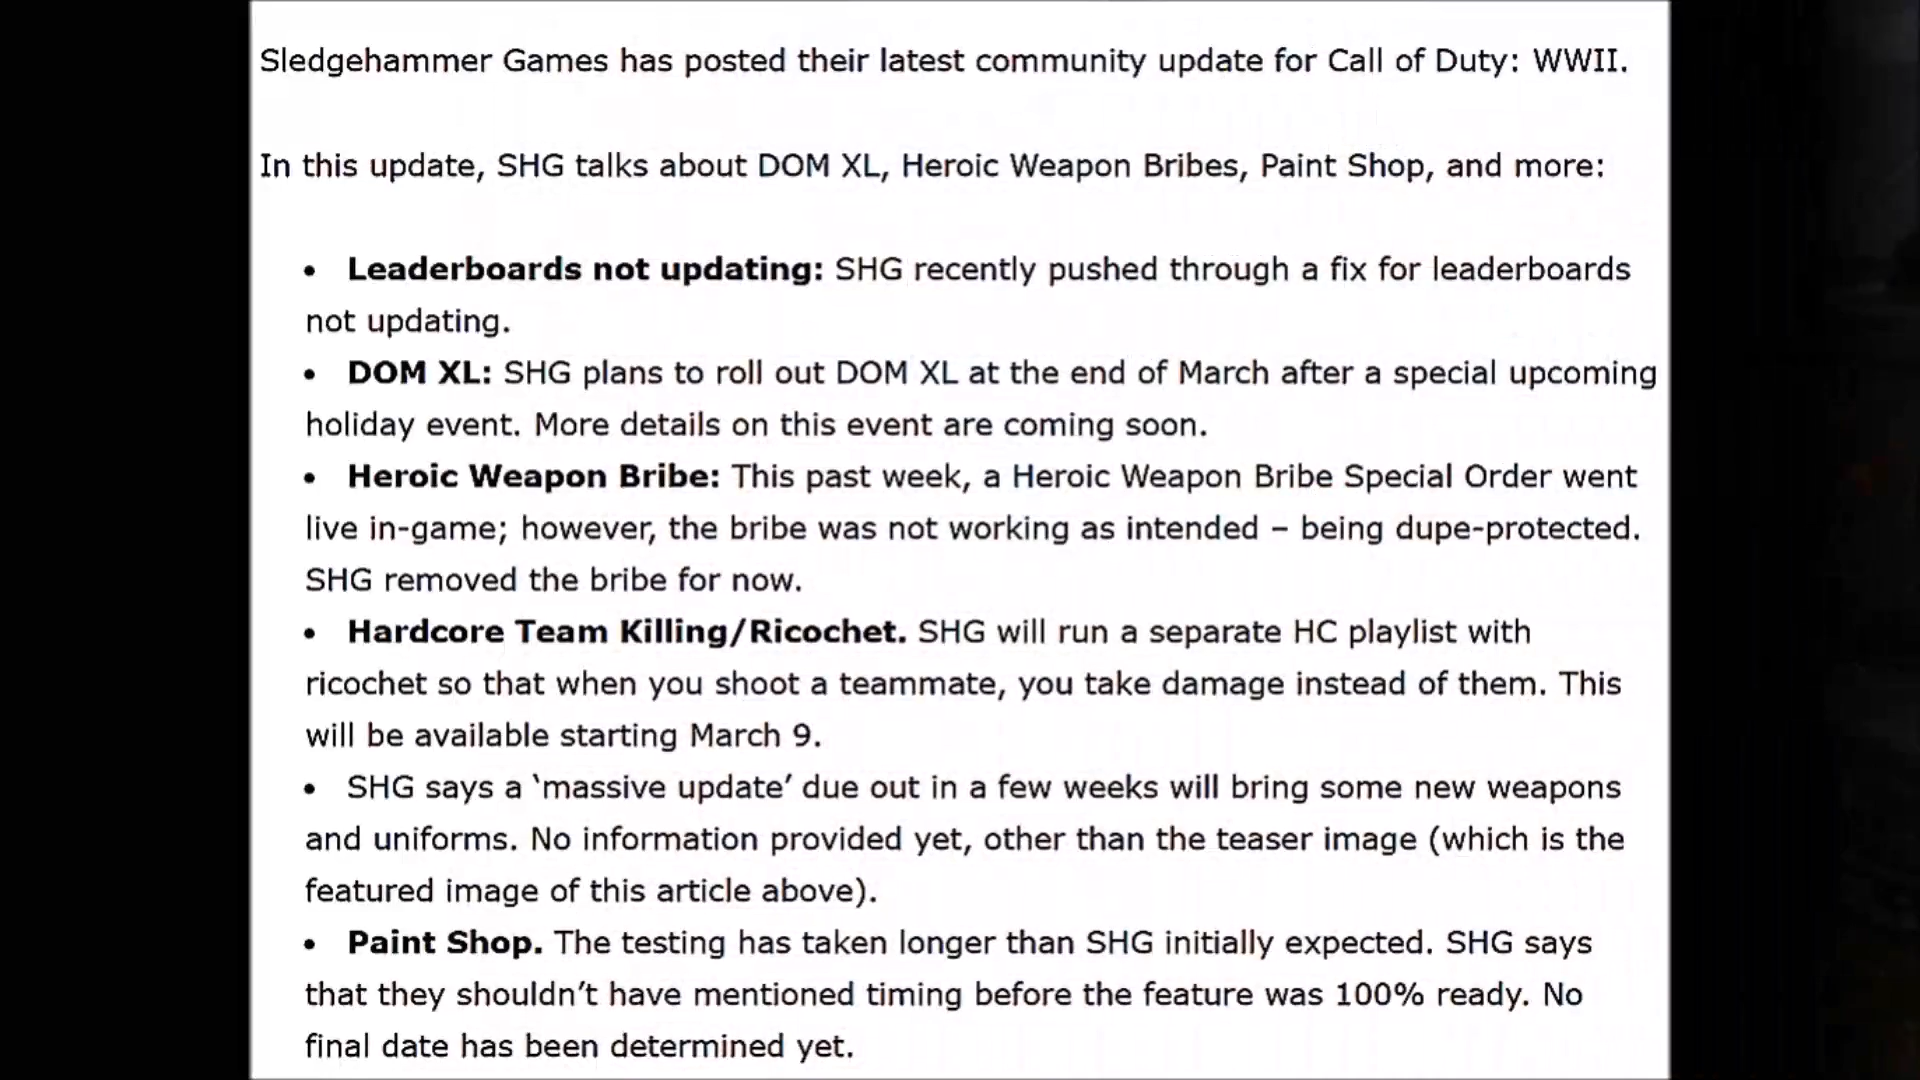 Sledgehammer Games has posted their latest community update for Call of Duty: WWII.
In this update, SHG talks about DOM XL, Heroic Weapon Bribes, Paint Shop, and more:
• Leaderboards not updating: SHG recently pushed through a fix for leaderboards
not updating.
• DOM XL: SHG plans to roll out DOM XL at the end of March after a special upcoming
holiday event. More details on this event are coming soon.
• Heroic Weapon Bribe: This past week, a Heroic Weapon Bribe Special Order went
live in-game; however, the bribe was not working as intended – being dupe-protected.
SHG removed the bribe for now.
• Hardcore Team Killing/Ricochet. SHG will run a separate HC playlist with
ricochet so that when you shoot a teammate, you take damage instead of them. This
will be available starting March 9.
• SHG says a ‘massive update’ due out in a few weeks will bring some new weapons
and uniforms. No information provided yet, other than the teaser image (which is the
featured image of this article above).
• Paint Shop. The testing has taken longer than SHG initially expected. SHG says
that they shouldn’t have mentioned timing before the feature was 100% ready. No
final date has been determined yet.